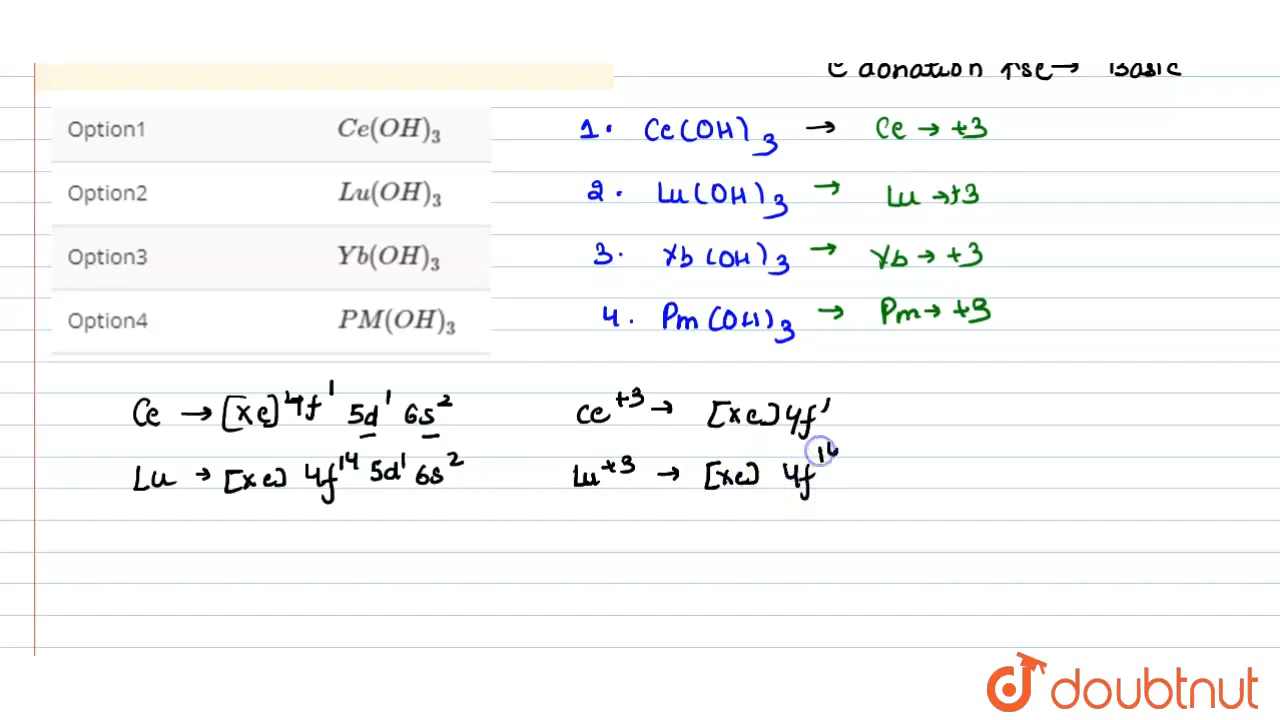 e⁻ donation ↑se → Basic
Option1 Ce(OH)₃ 1. Ce(OH)₃ → Ce → +3
Option2 Lu(OH)₃ 2. Lu(OH)₃ → Lu → +3
Option3 Yb(OH)₃ 3. Yb(OH)₃ → Yb → +3
Option4 PM(OH)₃ 4. Pm(OH)₃ → Pm → +3
Ce → [Xe] 4f¹ 5d¹ 6s² Ce⁺³ → [Xe] 4f¹
Lu → [Xe] 4f¹⁴ 5d¹ 6s² Lu⁺³ → [Xe] 4f¹⁴
doubtnut